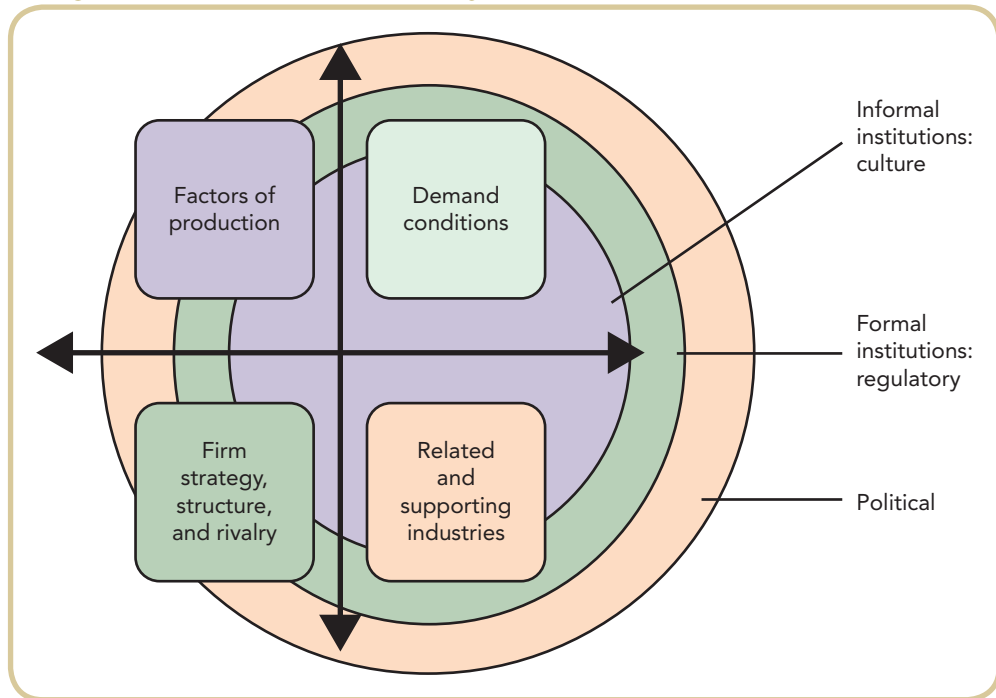 Factors of
production
Demand
conditions
Firm
strategy,
structure,
and rivalry
Related
and
supporting
industries
Informal
institutions:
culture
Formal
institutions:
regulatory
Political